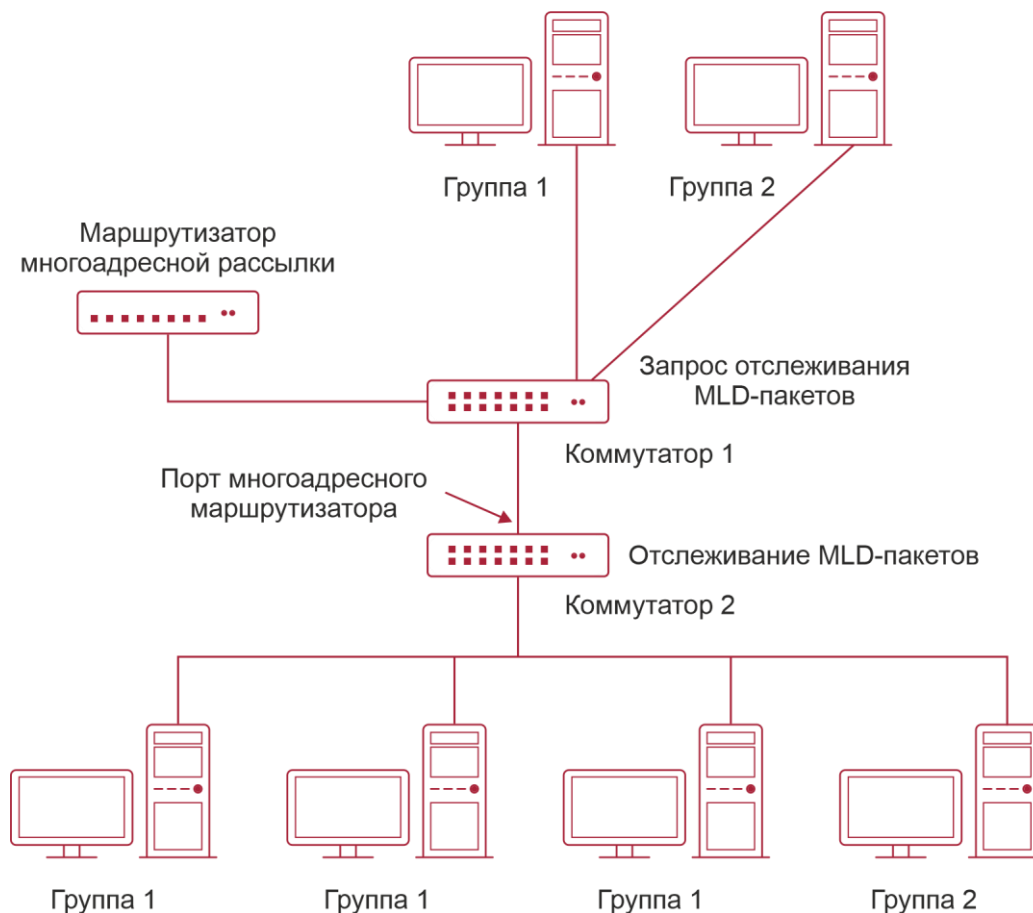 Группа 1
Группа 2
Маршрутизатор
многоадресной рассылки
Запрос отслеживания
MLD-пакетов
Коммутатор 1
Порт многоадресного
маршрутизатора
Отслеживание MLD-пакетов
Коммутатор 2
Группа 1
Группа 1
Группа 1
Группа 2